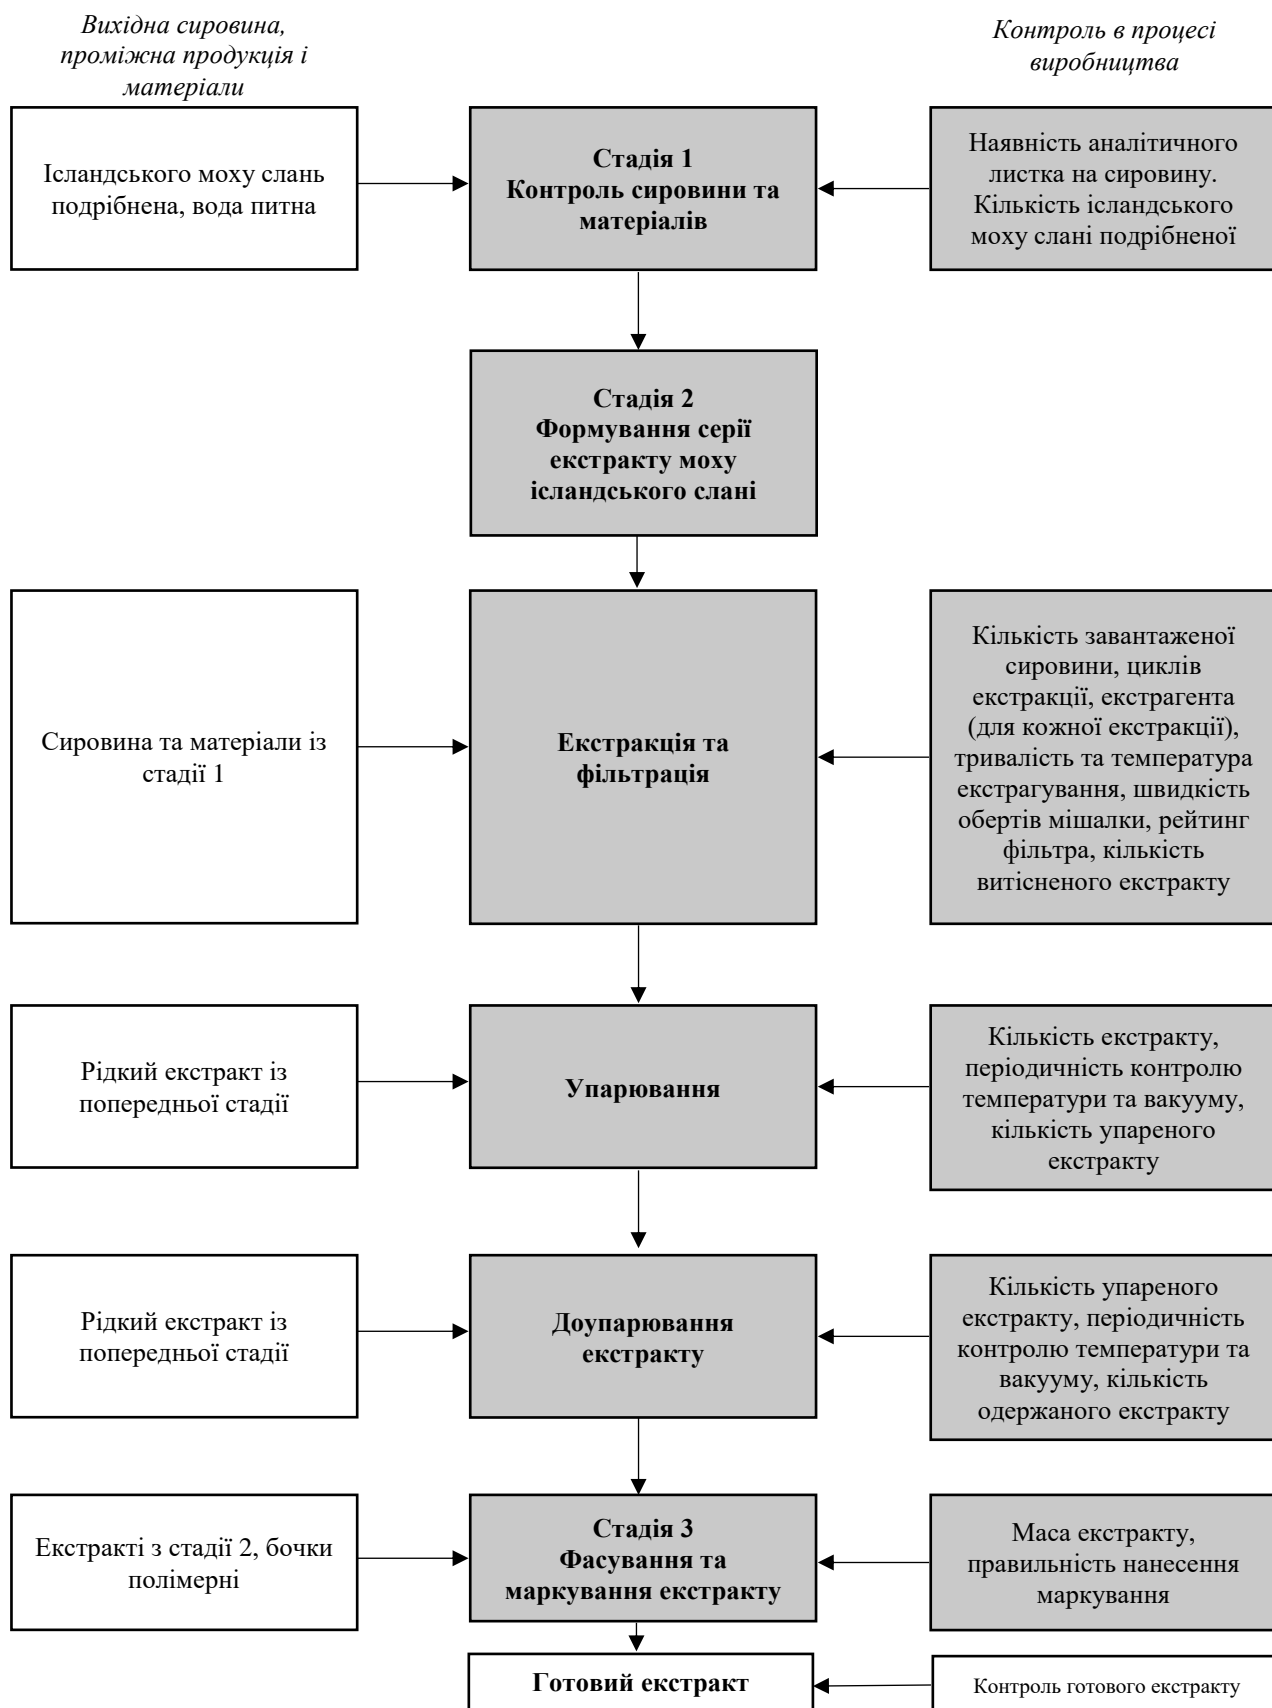 Вихідна сировина,
проміжна продукція і
матеріали
Контроль в процесі
виробництва
Ісландського моху слань
подрібнена, вода питна
Стадія 1
Контроль сировини та
матеріалів
Наявність аналітичного
листка на сировину.
Кількість ісландського
моху слані подрібненої
Стадія 2
Формування серії
екстракту моху
ісландського слані
Сировина та матеріали із
стадії 1
Екстракція та
фільтрація
Кількість завантаженої
сировини, циклів
екстракції, екстрагента
(для кожної екстракції),
тривалість та температура
екстрагування, швидкість
обертів мішалки, рейтинг
фільтра, кількість
витісненого екстракту
Рідкий екстракт із
попередньої стадії
Упарювання
Кількість екстракту,
періодичність контролю
температури та вакууму,
кількість упареного
екстракту
Рідкий екстракт із
попередньої стадії
Доупарювання
екстракту
Кількість упареного
екстракту, періодичність
контролю температури та
вакууму, кількість
одержаного екстракту
Екстракті з стадії 2, бочки
полімерні
Стадія 3
Фасування та
маркування екстракту
Маса екстракту,
правильність нанесення
маркування
Готовий екстракт
Контроль готового екстракту